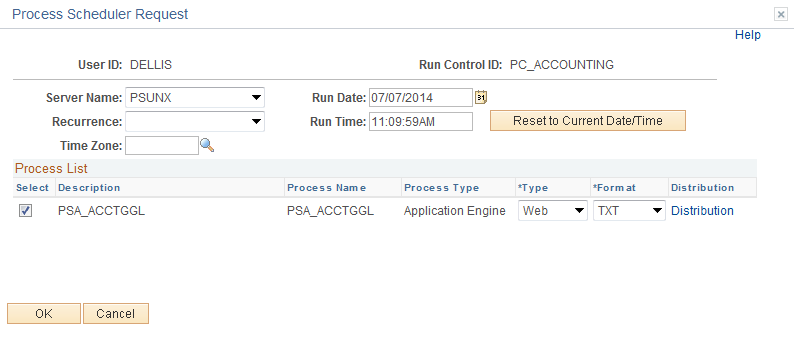 Process Scheduler Request
Help
User ID: DELLIS Run Control ID: PC_ACCOUNTING
Server Name: PSUNX Run Date: 07/07/2014 31
Recurrence: Run Time: 11:09:59AM Reset to Current Date/Time
Time Zone:
Process List
Select Description Process Name Process Type *Type *Format Distribution
PSA_ACCTGGL PSA_ACCTGGL Application Engine Web TXT Distribution
OK Cancel